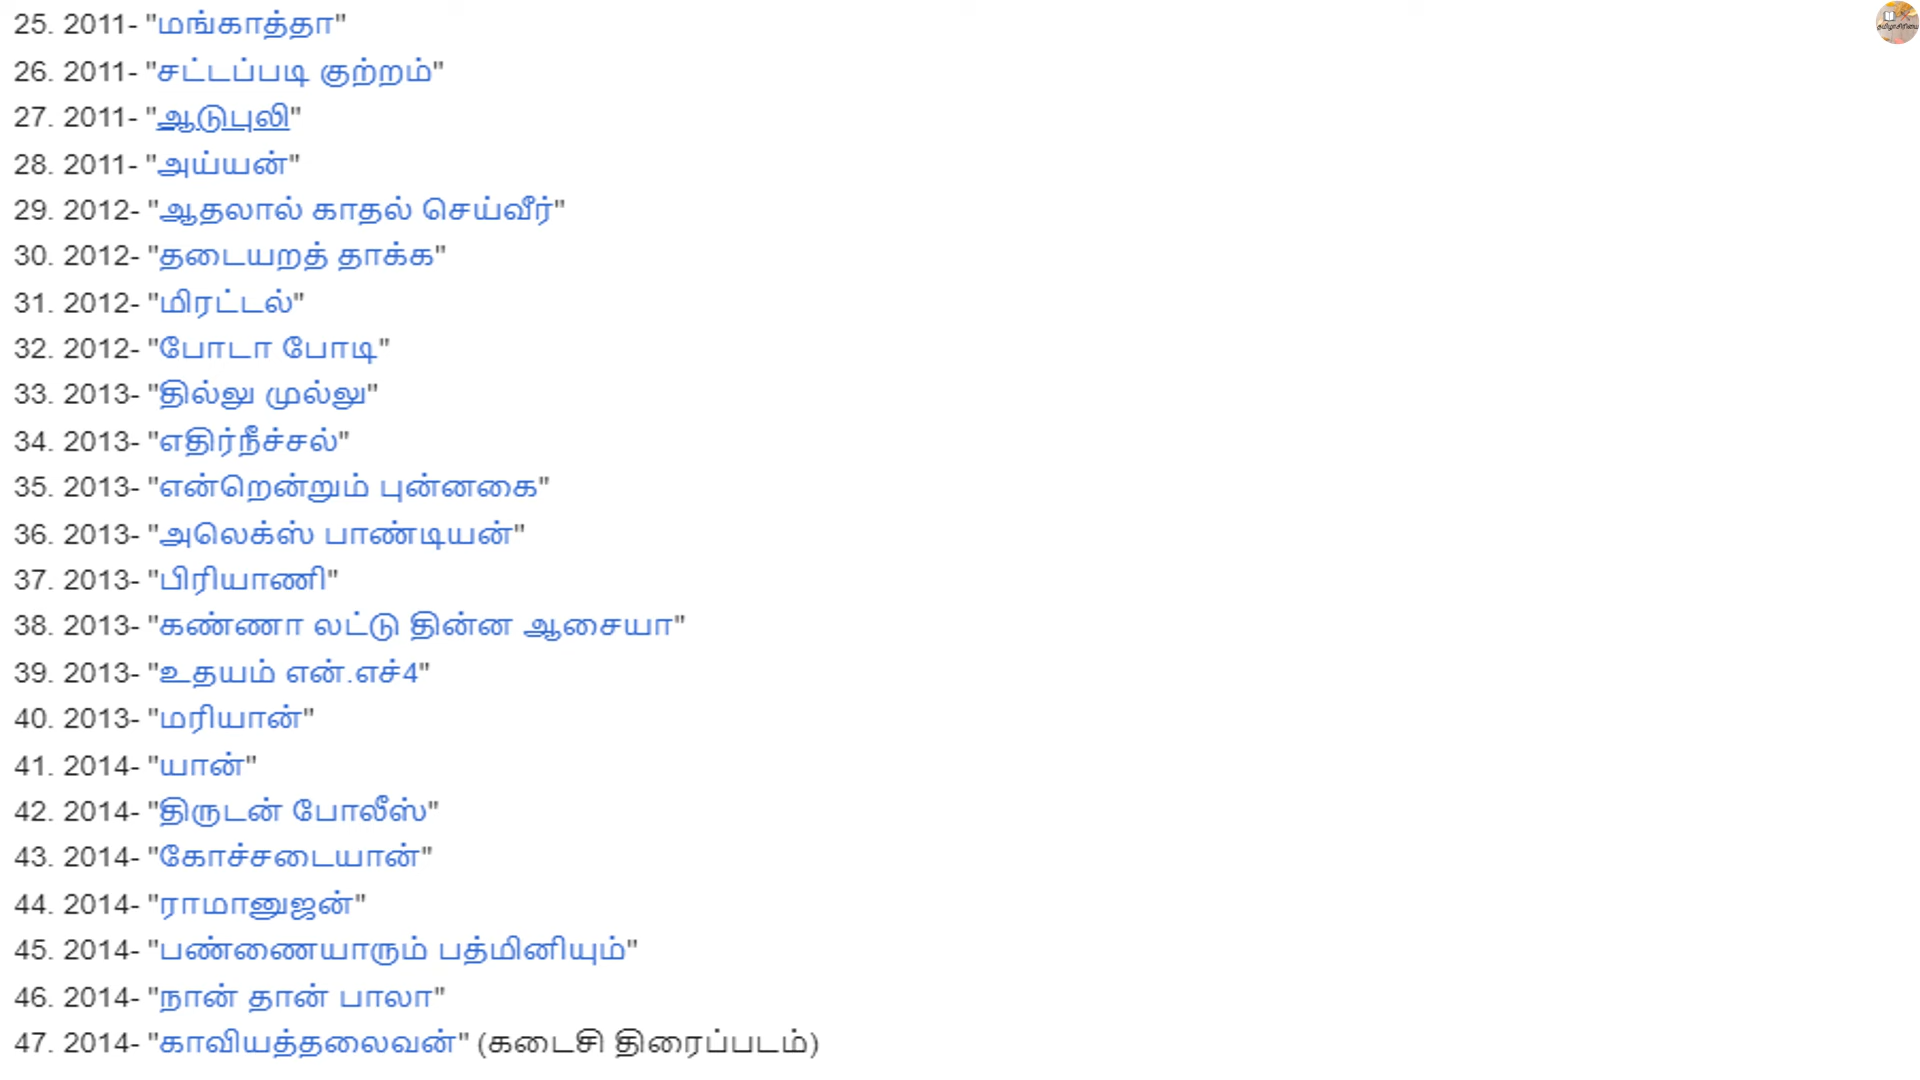 25. 2011- "மங்காத்தா"
26. 2011- "சட்டப்படி குற்றம்"
27. 2011- "ஆடுபுலி"
28. 2011- "அய்யன்"
29. 2012- "ஆதலால் காதல் செய்வீர்"
30. 2012- "தடையறத் தாக்க"
31. 2012- "மிரட்டல்"
32. 2012- "போடா போடி"
33. 2013- "தில்லு முல்லு"
34. 2013- "எதிர்நீச்சல்"
35. 2013- "என்றென்றும் புன்னகை"
36. 2013- "அலெக்ஸ் பாண்டியன்"
37. 2013- "பிரியாணி"
38. 2013- "கண்ணா லட்டு தின்ன ஆசையா"
39. 2013- "உதயம் என்.எச்4"
40. 2013- "மரியான்"
41. 2014- "யான்"
42. 2014- "திருடன் போலீஸ்"
43. 2014- "கோச்சடையான்"
44. 2014- "ராமானுஜன்"
45. 2014- "பண்ணையாரும் பத்மினியும்"
46. 2014- "நான் தான் பாலா"
47. 2014- "காவியத்தலைவன்" (கடைசி திரைப்படம்)